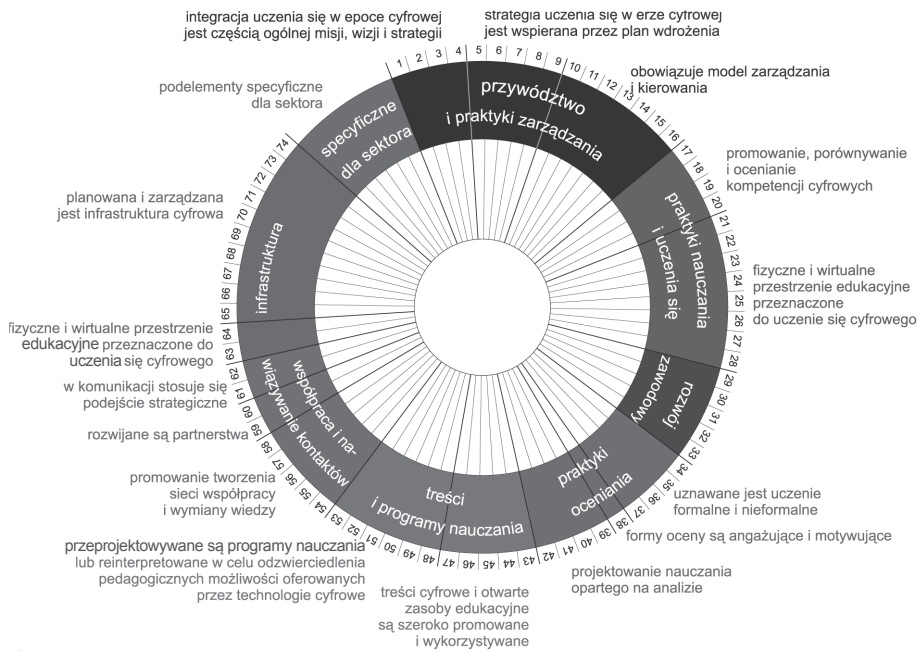 integracja uczenia się w epoce cyfrowej
jest częścią ogólnej misji, wizji i strategii
strategia uczenia się w erze cyfrowej
jest wspierana przez plan wdrożenia
obowiązuje model zarządzania
i kierowania
promowanie, porównywanie
i ocenianie
kompetencji cyfrowych
fizyczne i wirtualne
przestrzenie edukacyjne
przeznaczone
do uczenie się cyfrowego
uznawane jest uczenie
formalne i nieformalne
formy oceny są angażujące i motywujące
projektowanie nauczania
opartego na analizie
treści cyfrowe i otwarte
zasoby edukacyjne
są szeroko promowane
i wykorzystywane
przeprojektowywane są programy nauczania
lub reinterpretowane w celu odzwierciedlenia
pedagogicznych możliwości oferowanych
przez technologie cyfrowe
promowanie tworzenia
sieci współpracy
i wymiany wiedzy
rozwijane są partnerstwa
w komunikacji stosuje się
podejście strategiczne
fizyczne i wirtualne przestrzenie
edukacyjne przeznaczone do
uczenia się cyfrowego
planowana i zarządzana
jest infrastruktura cyfrowa
podelementy specyficzne
dla sektora
przywództwo
i praktyki zarządzania
praktyki nauczania
i uczenia się
rozwój
zawodowy
praktyki
oceniania
treści
i programy nauczania
współpraca i na-
wiązywanie kontaktów
infrastruktura
specyficzne
dla sektora
1 2 3 4 5 6 7 8 9 10 11 12 13 14 15 16 17 18 19 20 21 22 23 24 25 26 27 28 29 30 31 32 33 34 35 36 37 38 39 40 41 42 43 44 45 46 47 48 49 50 51 52 53 54 55 56 57 58 59 60 61 62 63 64 65 66 67 68 69 70 71 72 73 74